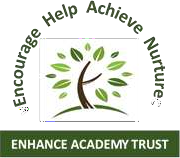 Encourage Help Achieve Nurture
ENHANCE ACADEMY TRUST